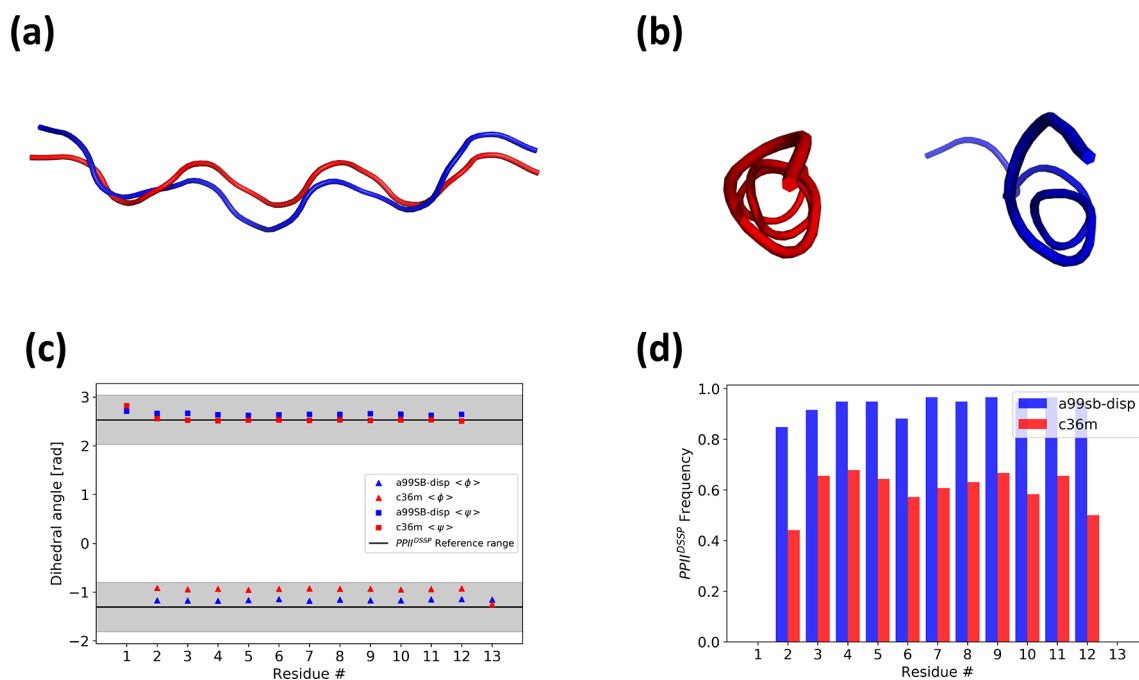 (a)
(b)
(c)
3
2
1
0
−1
−2
Dihedral angle [rad]
a99SB-disp <ϕ>
c36m <ϕ>
a99SB-disp <ψ>
c36m <ψ>
PPII^DSSP Reference range
1 2 3 4 5 6 7 8 9 10 11 12 13
Residue #
(d)
1.0
0.8
0.6
0.4
0.2
0.0
PPII^DSSP Frequency
a99sb-disp
c36m
1 2 3 4 5 6 7 8 9 10 11 12 13
Residue #